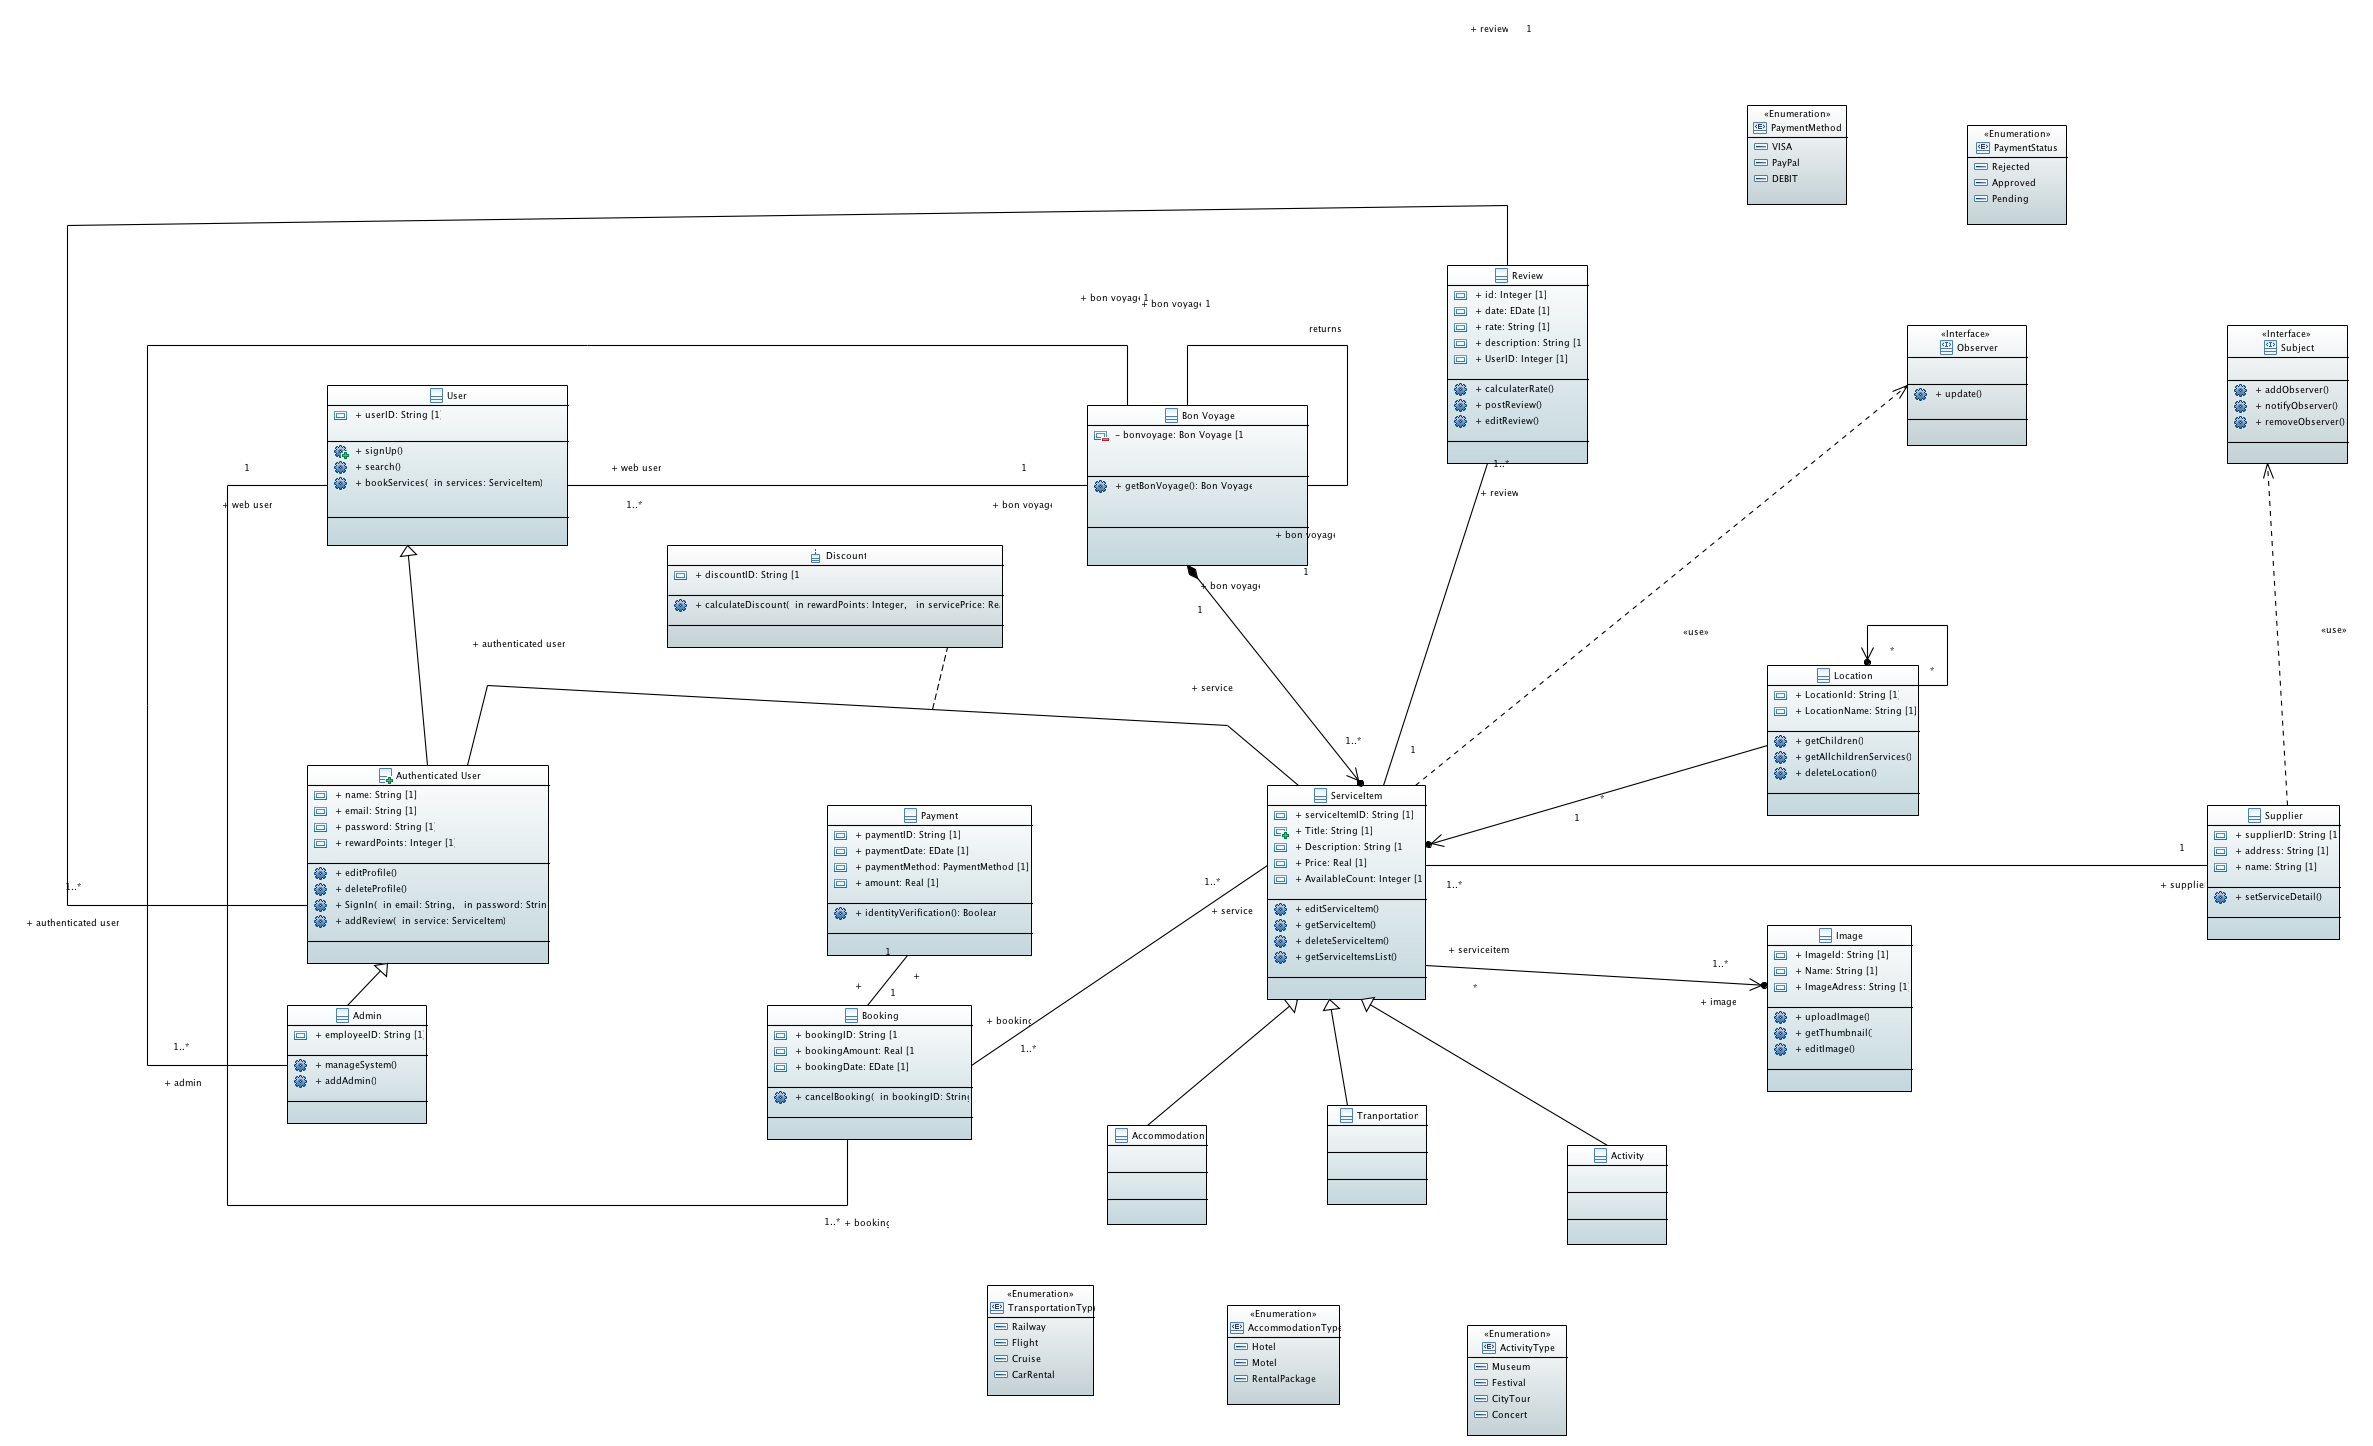 + review 1
«Enumeration»
PaymentMethod
VISA
PayPal
DEBIT
«Enumeration»
PaymentStatus
Rejected
Approved
Pending
Review
+ id: Integer [1]
+ date: EDate [1]
+ rate: String [1]
+ description: String [1
+ UserID: Integer [1]
+ calculaterRate()
+ postReview()
+ editReview()
1..*
+ review
+ bon voyage 1
+ bon voyage 1
returns
«Interface»
Observer
+ update()
«Interface»
Subject
+ addObserver()
+ notifyObserver()
+ removeObserver()
User
+ userID: String [1]
+ signUp()
+ search()
+ bookServices( in services: ServiceItem)
1
+ web user
+ web user
1..*
1
+ bon voyage
Bon Voyage
- bonvoyage: Bon Voyage [1
+ getBonVoyage(): Bon Voyage
+ bon voyage
1
+ bon voyage
1
Discount
+ discountID: String [1
+ calculateDiscount( in rewardPoints: Integer, in servicePrice: Re
+ authenticated user
«use»
«use»
+ service
1..*
1
*
*
Location
+ LocationId: String [1]
+ LocationName: String [1]
+ getChildren()
+ getAllchildrenServices()
+ deleteLocation()
*
1
Authenticated User
+ name: String [1]
+ email: String [1]
+ password: String [1]
+ rewardPoints: Integer [1]
+ editProfile()
+ deleteProfile()
+ SignIn( in email: String, in password: Strin
+ addReview( in service: ServiceItem)
1..*
+ authenticated user
Payment
+ paymentID: String [1]
+ paymentDate: EDate [1]
+ paymentMethod: PaymentMethod [1]
+ amount: Real [1]
+ identityVerification(): Boolean
1
+
+
1
ServiceItem
+ serviceItemID: String [1]
+ Title: String [1]
+ Description: String [1
+ Price: Real [1]
+ AvailableCount: Integer [1
+ editServiceItem()
+ getServiceItem()
+ deleteServiceItem()
+ getServiceItemsList()
1..*
+ service
1..*
1
+ supplie
Supplier
+ supplierID: String [1
+ address: String [1]
+ name: String [1]
+ setServiceDetail()
+ serviceitem
*
1..*
+ image
Image
+ ImageId: String [1]
+ Name: String [1]
+ ImageAdress: String [1]
+ uploadImage()
+ getThumbnail(
+ editImage()
Admin
+ employeeID: String [1]
+ manageSystem()
+ addAdmin()
1..*
+ admin
Booking
+ bookingID: String [1
+ bookingAmount: Real [1
+ bookingDate: EDate [1]
+ cancelBooking( in bookingID: String
+ booking
1..*
1..* + booking
Accommodation
Tranportation
Activity
«Enumeration»
TransportationType
Railway
Flight
Cruise
CarRental
«Enumeration»
AccommodationType
Hotel
Motel
RentalPackage
«Enumeration»
ActivityType
Museum
Festival
CityTour
Concert